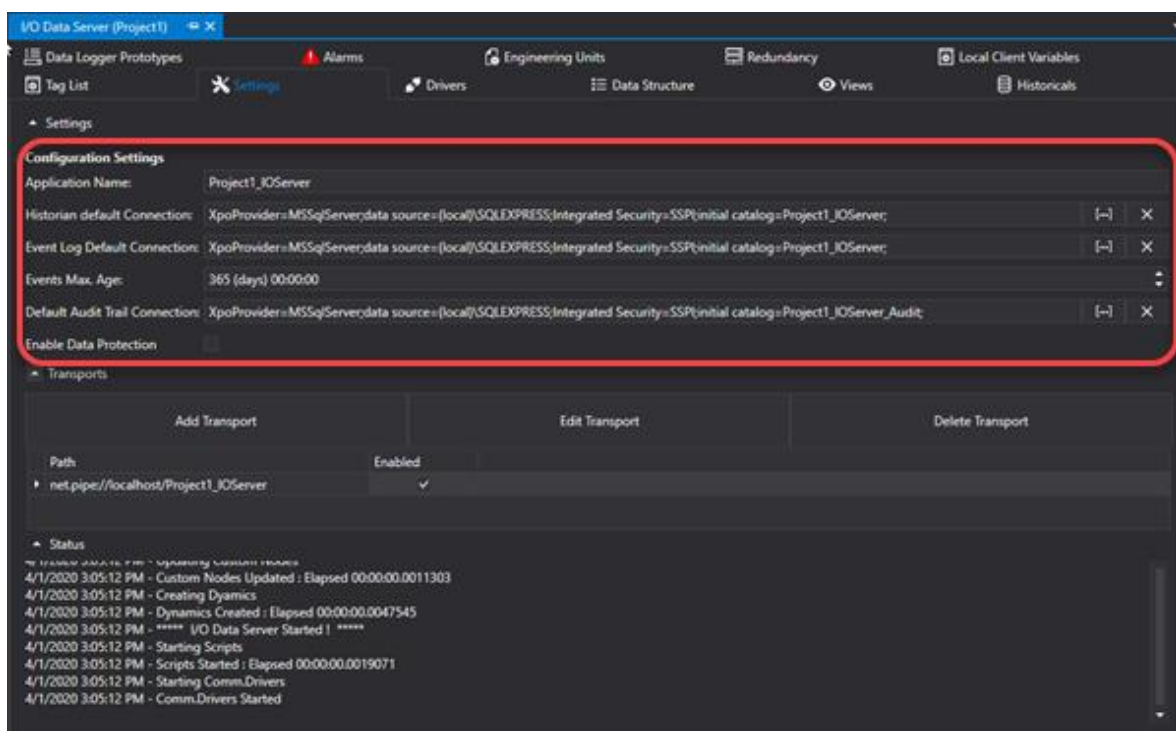 I/O Data Server (Project1)
Data Logger Prototypes Alarms Engineering Units Redundancy Local Client Variables
Tag List Settings Drivers Data Structure Views Historicals
Settings
Configuration Settings
Application Name: Project1_IOServer
Historian default Connection: XpoProvider=MSSqlServer;data source=(local)\SQLEXPRESS;Integrated Security=SSPI;initial catalog=Project1_IOServer;
Event Log Default Connection: XpoProvider=MSSqlServer;data source=(local)\SQLEXPRESS;Integrated Security=SSPI;initial catalog=Project1_IOServer;
Events Max. Age: 365 (days) 00:00:00
Default Audit Trail Connection: XpoProvider=MSSqlServer;data source=(local)\SQLEXPRESS;Integrated Security=SSPI;initial catalog=Project1_IOServer_Audit;
Enable Data Protection
Transports
Add Transport Edit Transport Delete Transport
Path Enabled
net.pipe://localhost/Project1_IOServer
Status
4/1/2020 3:05:12 PM - Updating Custom Nodes
4/1/2020 3:05:12 PM - Custom Nodes Updated : Elapsed 00:00:00.0011303
4/1/2020 3:05:12 PM - Creating Dyamics
4/1/2020 3:05:12 PM - Dynamics Created : Elapsed 00:00:00.0047545
4/1/2020 3:05:12 PM - ***** I/O Data Server Started ! *****
4/1/2020 3:05:12 PM - Starting Scripts
4/1/2020 3:05:12 PM - Scripts Started : Elapsed 00:00:00.0019071
4/1/2020 3:05:12 PM - Starting Comm.Drivers
4/1/2020 3:05:12 PM - Comm.Drivers Started